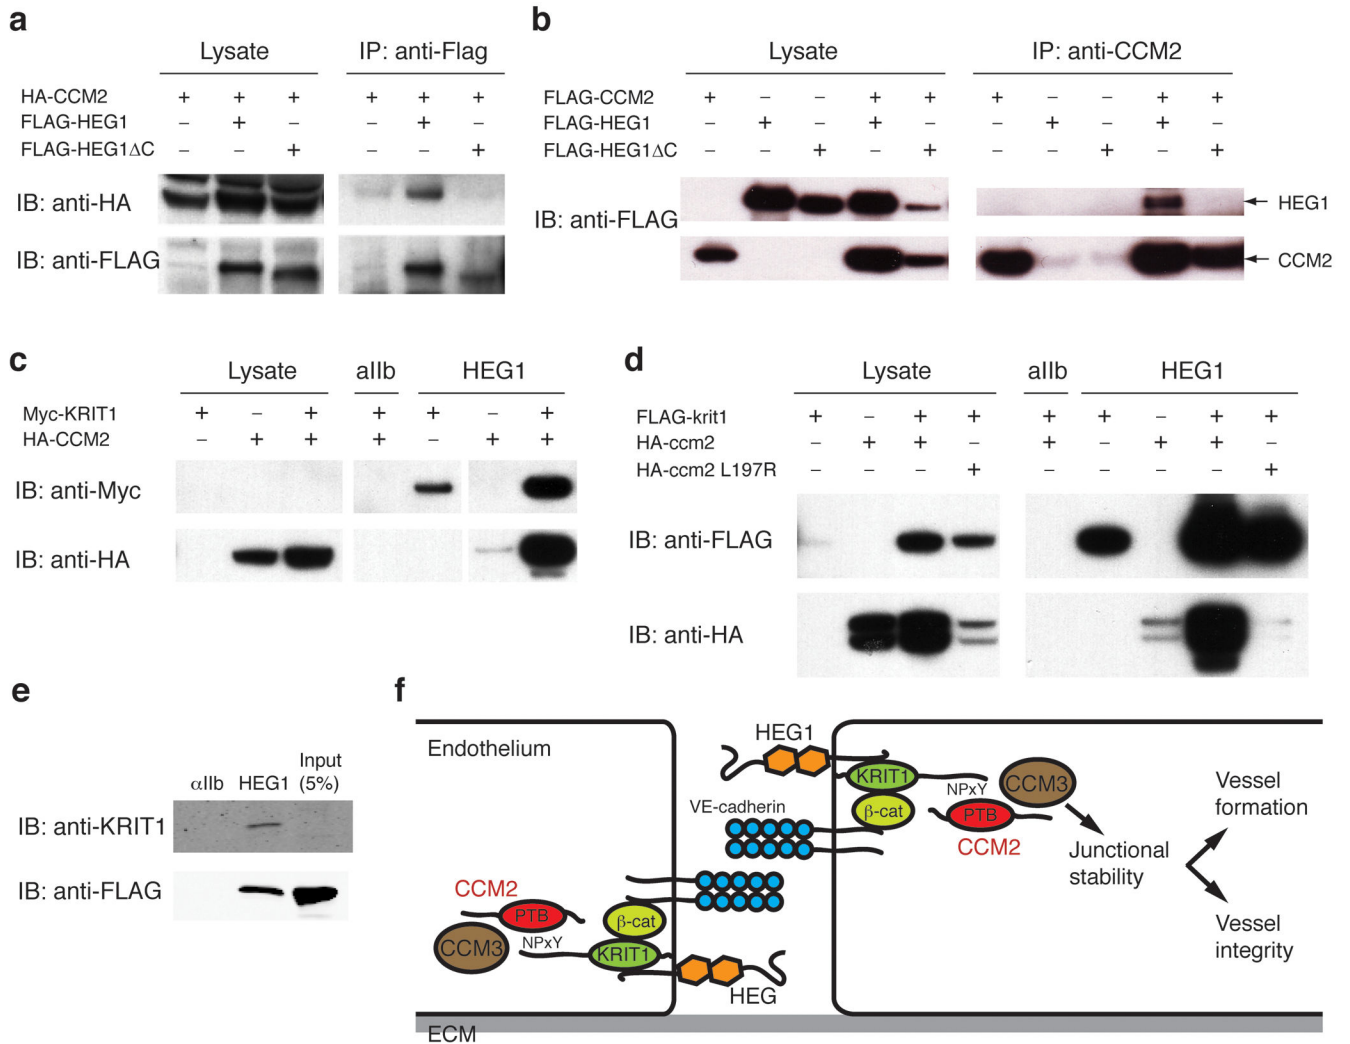 a
Lysate IP: anti-Flag
HA-CCM2 + + + + + +
FLAG-HEG1 – + – – + –
FLAG-HEG1ΔC – – + – – +
IB: anti-HA
IB: anti-FLAG
b
Lysate IP: anti-CCM2
FLAG-CCM2 + – – + + + – – + +
FLAG-HEG1 – + – + – – + – + –
FLAG-HEG1ΔC – – + – + – – + – +
IB: anti-FLAG
HEG1
CCM2
c
Lysate aIIb HEG1
Myc-KRIT1 + – + + + – +
HA-CCM2 – + + + – + +
IB: anti-Myc
IB: anti-HA
d
Lysate aIIb HEG1
FLAG-krit1 + – + + + + – + +
HA-ccm2 – + + – + – + + –
HA-ccm2 L197R – – – + – – – – +
IB: anti-FLAG
IB: anti-HA
e
αIIb HEG1 Input (5%)
IB: anti-KRIT1
IB: anti-FLAG
f
Endothelium
HEG1
KRIT1
β-cat
VE-cadherin
NPxY
PTB
CCM2
CCM3
Junctional
stability
Vessel
formation
Vessel
integrity
CCM2
PTB
CCM3
NPxY
β-cat
KRIT1
HEG
ECM